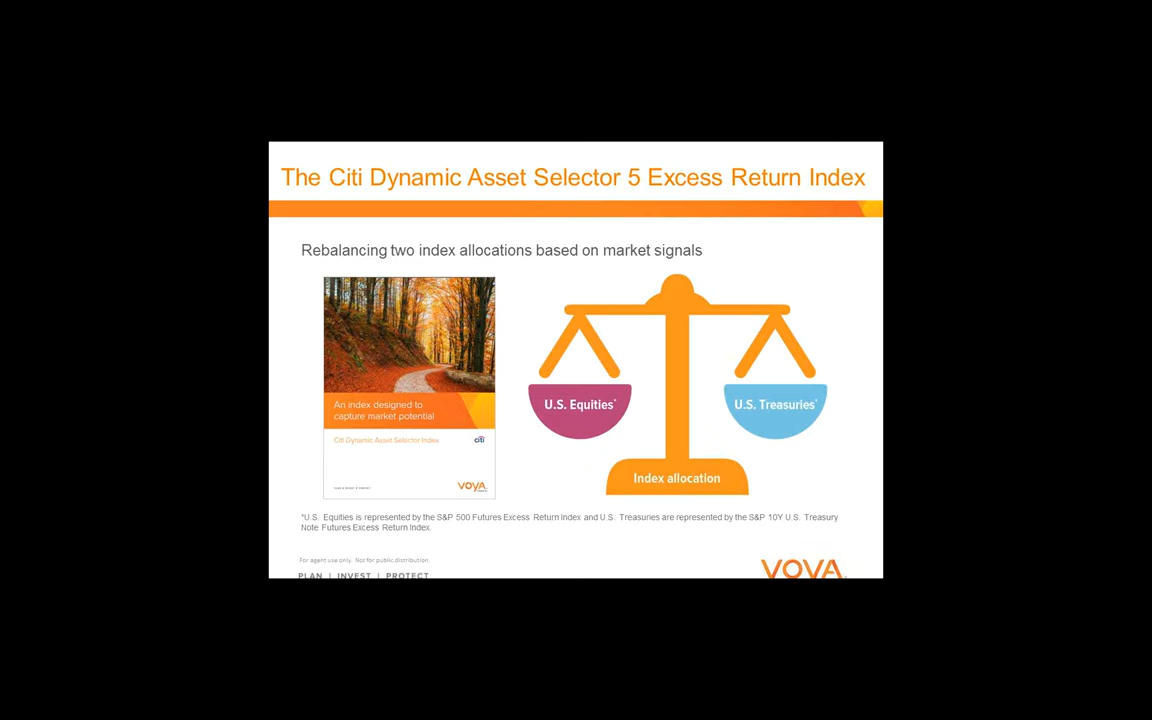 The Citi Dynamic Asset Selector 5 Excess Return Index
Rebalancing two index allocations based on market signals
An index designed to
capture market potential
Citi Dynamic Asset Selector Index
citi
PLAN | INVEST | PROTECT
VOYA
U.S. Equities*
U.S. Treasuries*
Index allocation
*U.S. Equities is represented by the S&P 500 Futures Excess Return Index and U.S. Treasuries are represented by the S&P 10Y U.S. Treasury
Note Futures Excess Return Index.
For agent use only. Not for public distribution.
PLAN | INVEST | PROTECT
VOYA